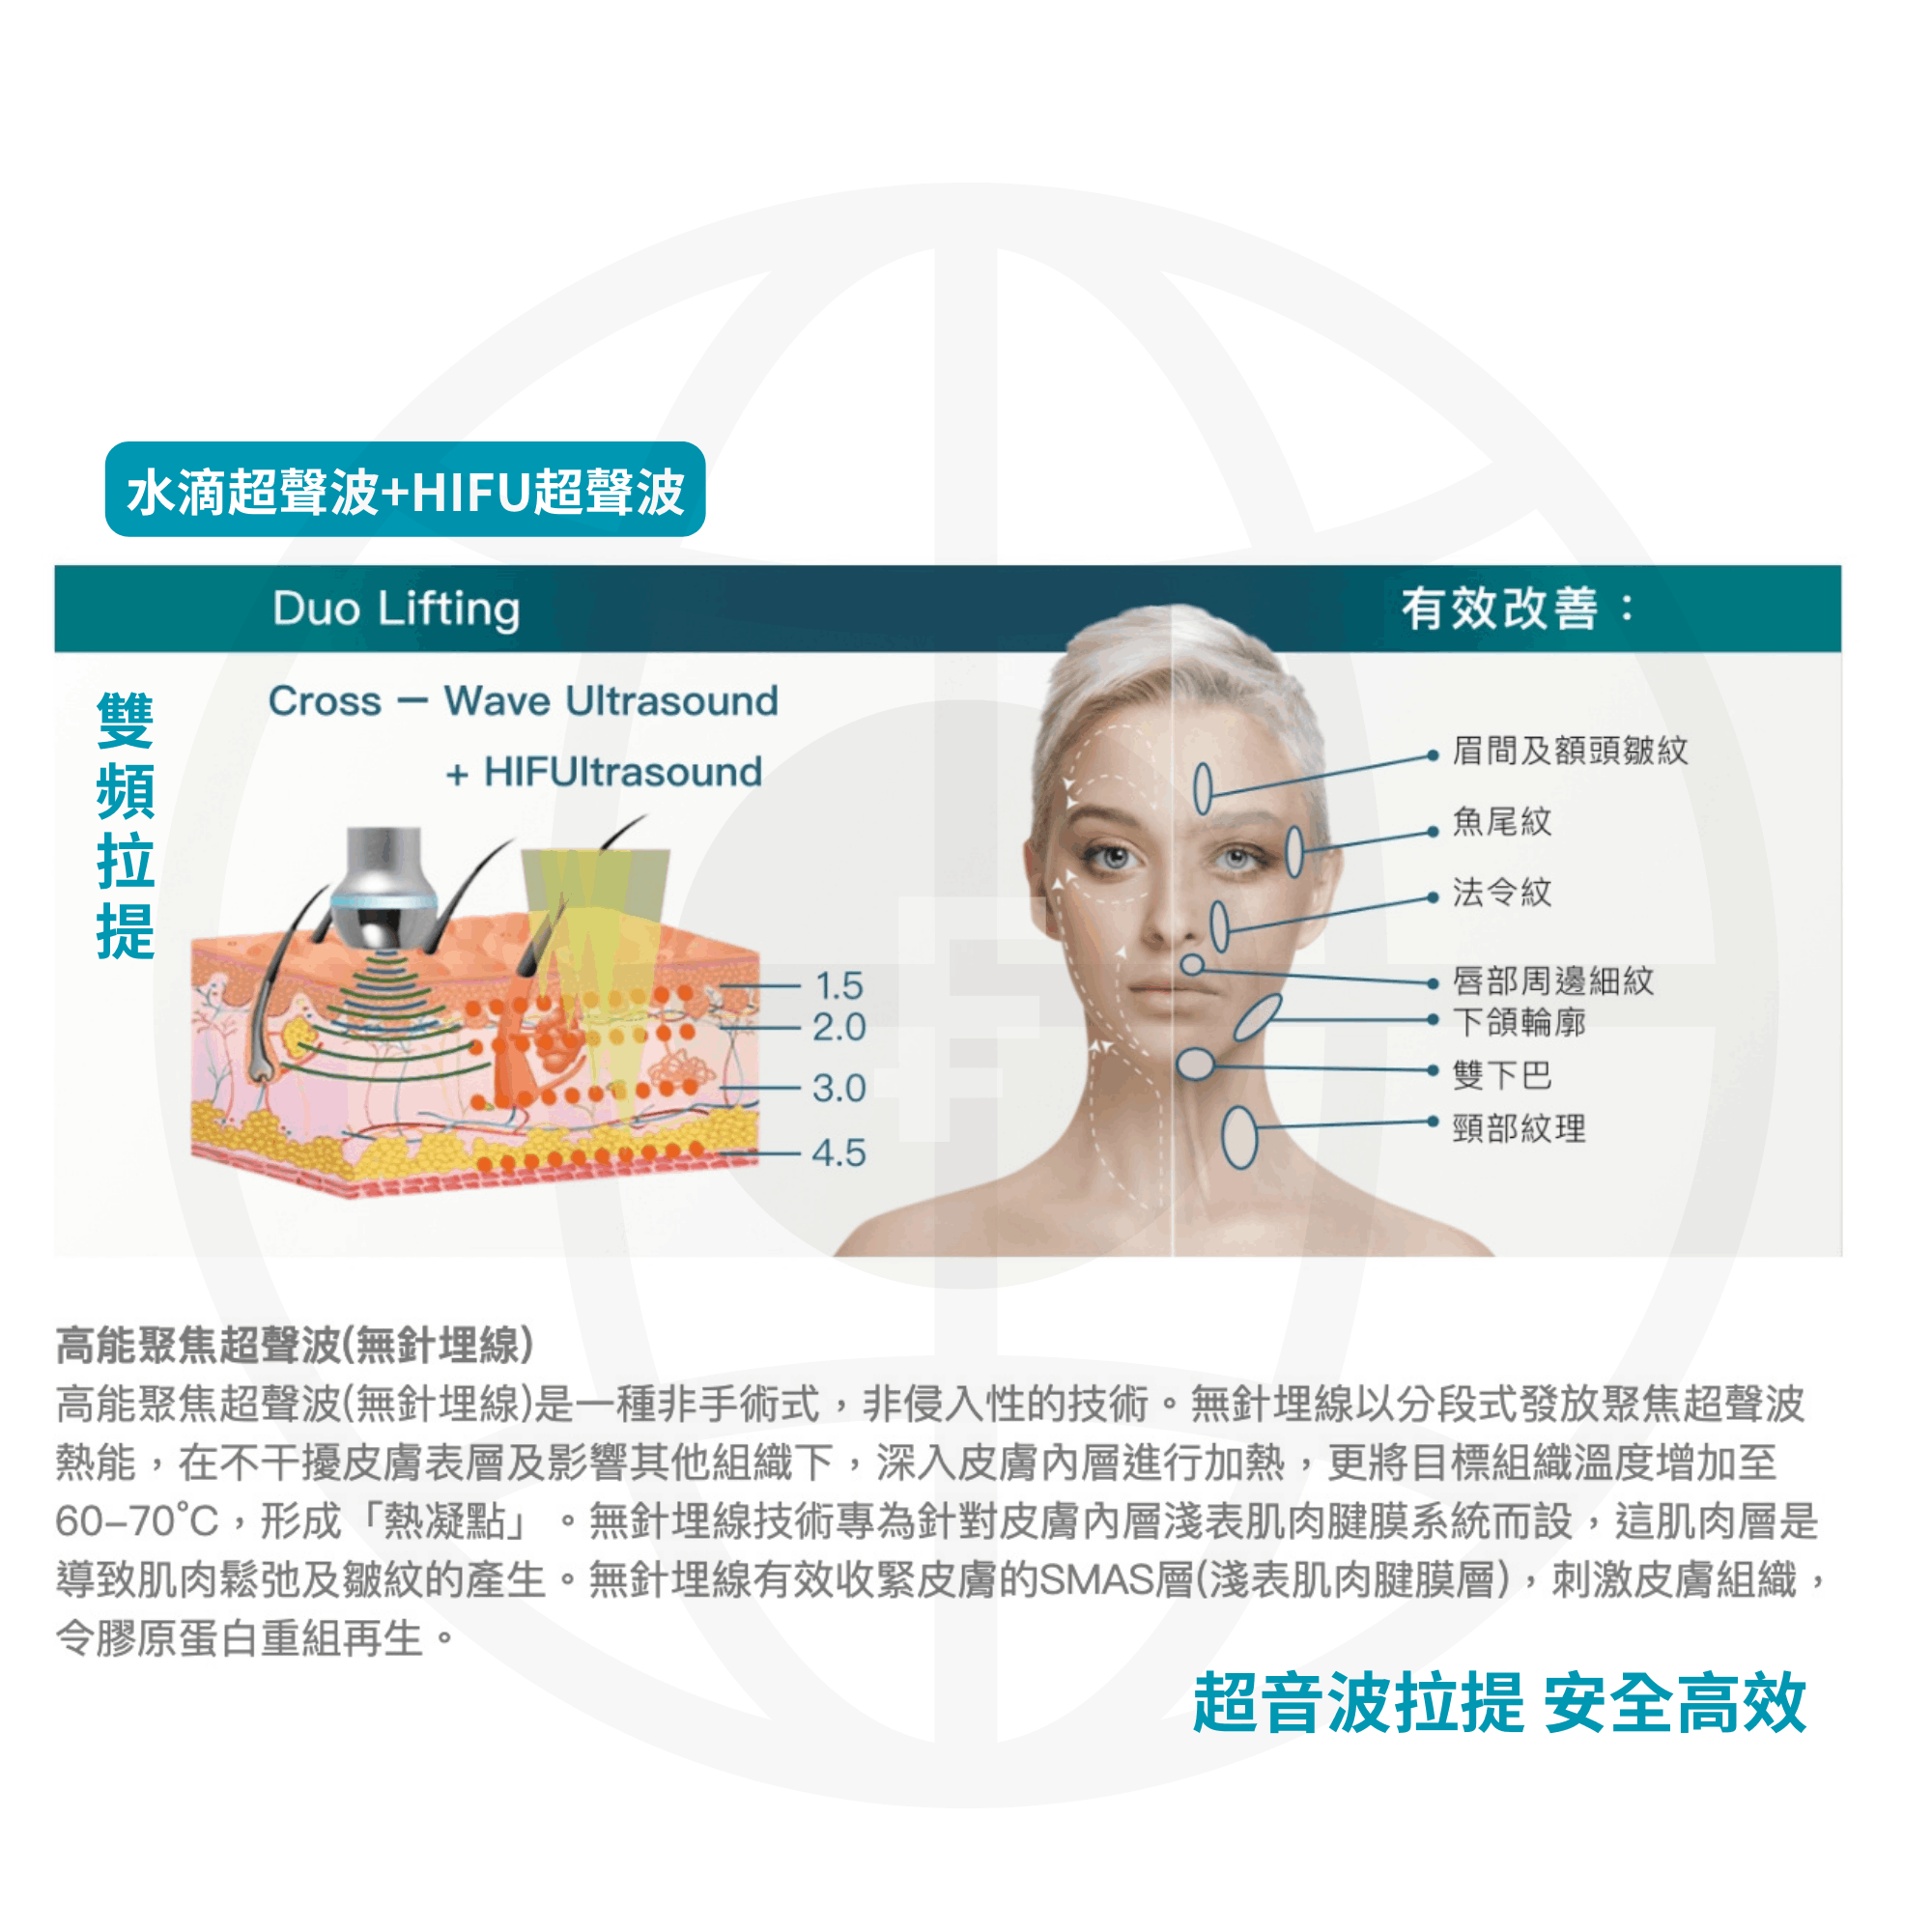 水滴超聲波+HIFU超聲波
Duo Lifting
有效改善：
雙頻拉提
Cross — Wave Ultrasound
+ HIFUltrasound
1.5
2.0
3.0
4.5
眉間及額頭皺紋
魚尾紋
法令紋
唇部周邊細紋
下頜輪廓
雙下巴
頸部紋理
高能聚焦超聲波(無針埋線)
高能聚焦超聲波(無針埋線)是一種非手術式，非侵入性的技術。無針埋線以分段式發放聚焦超聲波
熱能，在不干擾皮膚表層及影響其他組織下，深入皮膚內層進行加熱，更將目標組織溫度增加至
60–70°C，形成「熱凝點」。無針埋線技術專為針對皮膚內層淺表肌肉腱膜系統而設，這肌肉層是
導致肌肉鬆弛及皺紋的產生。無針埋線有效收緊皮膚的SMAS層(淺表肌肉腱膜層)，刺激皮膚組織，
令膠原蛋白重組再生。
超音波拉提 安全高效